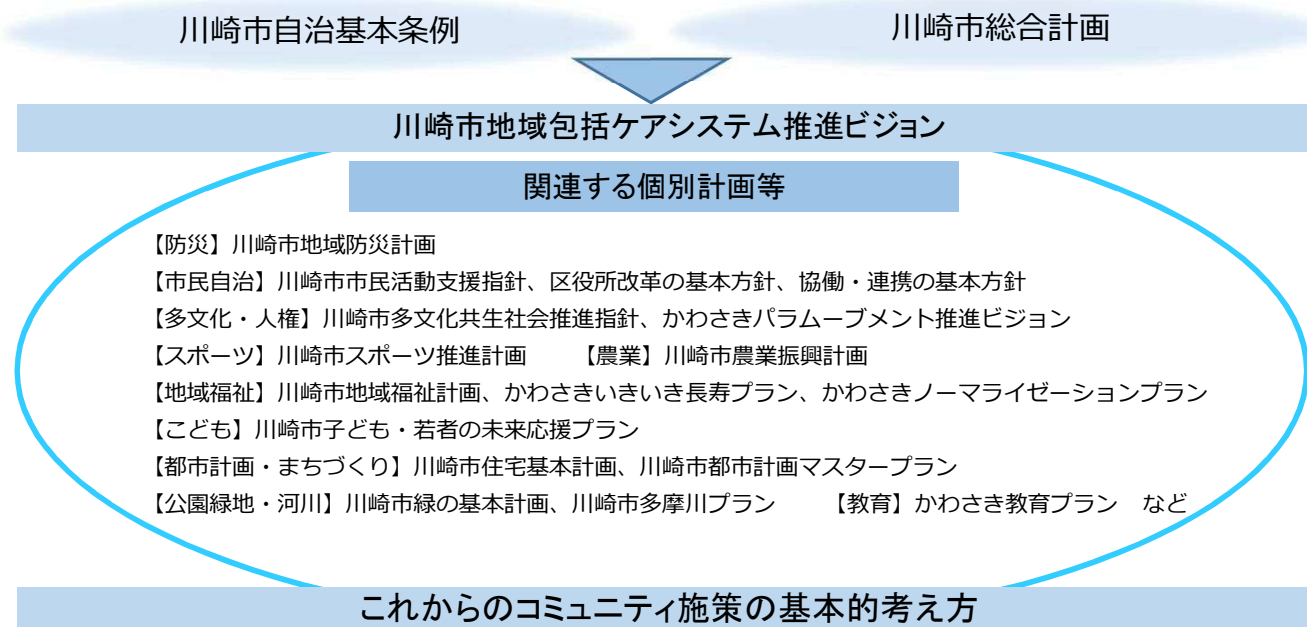 川崎市自治基本条例
川崎市総合計画
川崎市地域包括ケアシステム推進ビジョン
関連する個別計画等
【防災】川崎市地域防災計画
【市民自治】川崎市市民活動支援指針、区役所改革の基本方針、協働・連携の基本方針
【多文化・人権】川崎市多文化共生社会推進指針、かわさきパラムーブメント推進ビジョン
【スポーツ】川崎市スポーツ推進計画　　【農業】川崎市農業振興計画
【地域福祉】川崎市地域福祉計画、かわさきいきいき長寿プラン、かわさきノーマライゼーションプラン
【こども】川崎市子ども・若者の未来応援プラン
【都市計画・まちづくり】川崎市住宅基本計画、川崎市都市計画マスタープラン
【公園緑地・河川】川崎市緑の基本計画、川崎市多摩川プラン　　【教育】かわさき教育プラン　など
これからのコミュニティ施策の基本的考え方